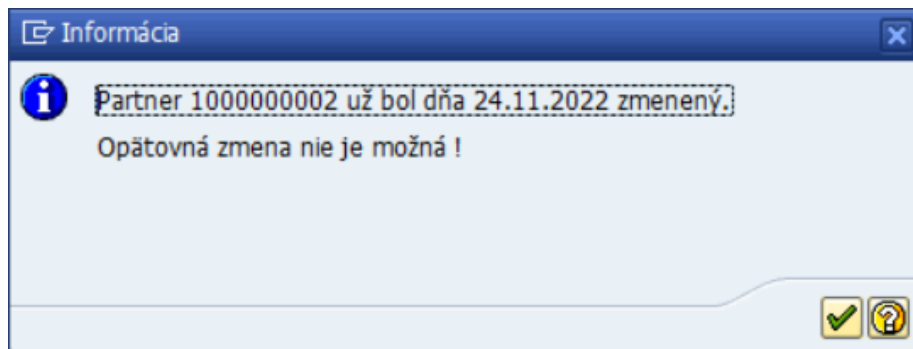 Informácia
Partner 1000000002 už bol dňa 24.11.2022 zmenený.
Opätovná zmena nie je možná !